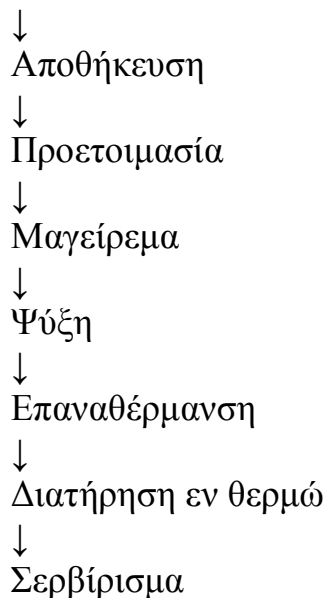 ↓
Αποθήκευση
↓
Προετοιμασία
↓
Μαγείρεμα
↓
Ψύξη
↓
Επαναθέρμανση
↓
Διατήρηση εν θερμώ
↓
Σερβίρισμα